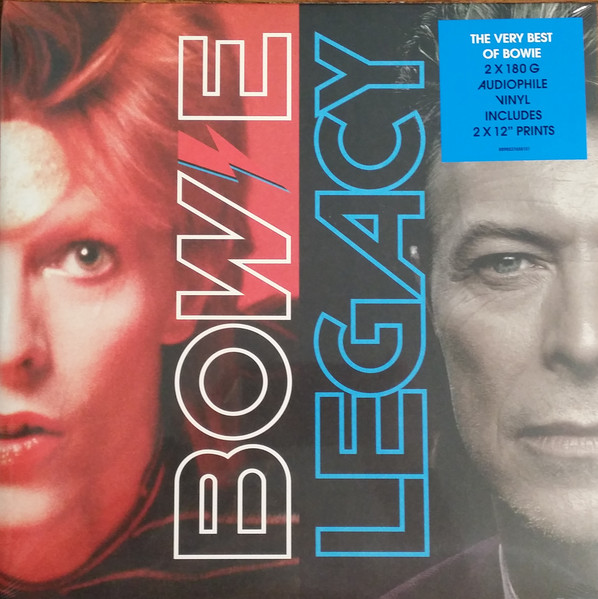 BOWIE
LEGACY
THE VERY BEST
OF BOWIE
2 X 180 G
AUDIOPHILE
VINYL
INCLUDES
2 X 12" PRINTS